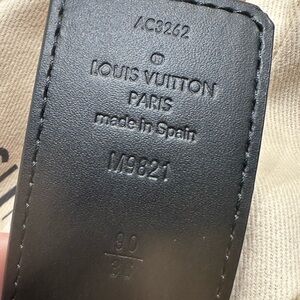 AC3262
LOUIS VUITTON
PARIS
made in Spain
M9821
90